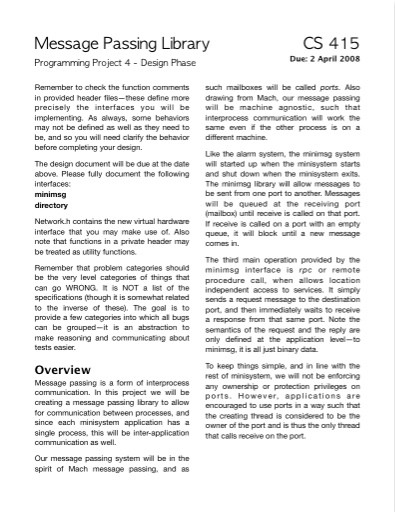 Message Passing Library
CS 415
Programming Project 4 - Design Phase
Due: 2 April 2008
Remember to check the function comments
in provided header files—these define more
precisely the interfaces you will be
implementing. As always, some behaviors
may not be defined as well as they need to
be, and so you will need clarify the behavior
before completing your design.
The design document will be due at the date
above. Please fully document the following
interfaces:
minimsg
directory
Network.h contains the new virtual hardware
interface that you may make use of. Also
note that functions in a private header may
be treated as utility functions.
Remember that problem categories should
be the very level categories of things that
can go WRONG. It is NOT a list of the
specifications (though it is somewhat related
to the inverse of these). The goal is to
provide a few categories into which all bugs
can be grouped—it is an abstraction to
make reasoning and communicating about
tests easier.
Overview
Message passing is a form of interprocess
communication. In this project we will be
creating a message passing library to allow
for communication between processes, and
since each minisystem application has a
single process, this will be inter-application
communication as well.
Our message passing system will be in the
spirit of Mach message passing, and as
such mailboxes will be called ports. Also
drawing from Mach, our message passing
will be machine agnostic, such that
interprocess communication will work the
same even if the other process is on a
different machine.
Like the alarm system, the minimsg system
will started up when the minisystem starts
and shut down when the minisystem exits.
The minimsg library will allow messages to
be sent from one port to another. Messages
will be queued at the receiving port
(mailbox) until receive is called on that port.
If receive is called on a port with an empty
queue, it will block until a new message
comes in.
The third main operation provided by the
minimsg interface is rpc or remote
procedure call, when allows location
independent access to services. It simply
sends a request message to the destination
port, and then immediately waits to receive
a response from that same port. Note the
semantics of the request and the reply are
only defined at the application level—to
minimsg, it is all just binary data.
To keep things simple, and in line with the
rest of minisystem, we will not be enforcing
any ownership or protection privileges on
ports. However, applications are
encouraged to use ports in a way such that
the creating thread is considered to be the
owner of the port and is thus the only thread
that calls receive on the port.